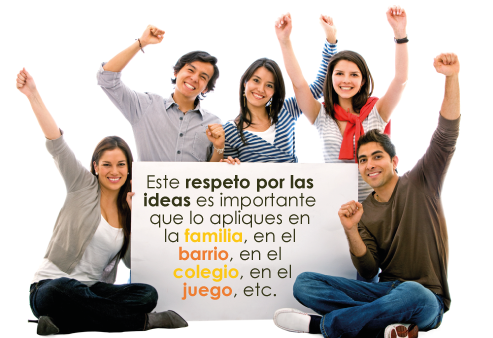 Este respeto por las
ideas es importante
que lo apliques en
la familia, en el
barrio, en el
colegio, en el
juego, etc.